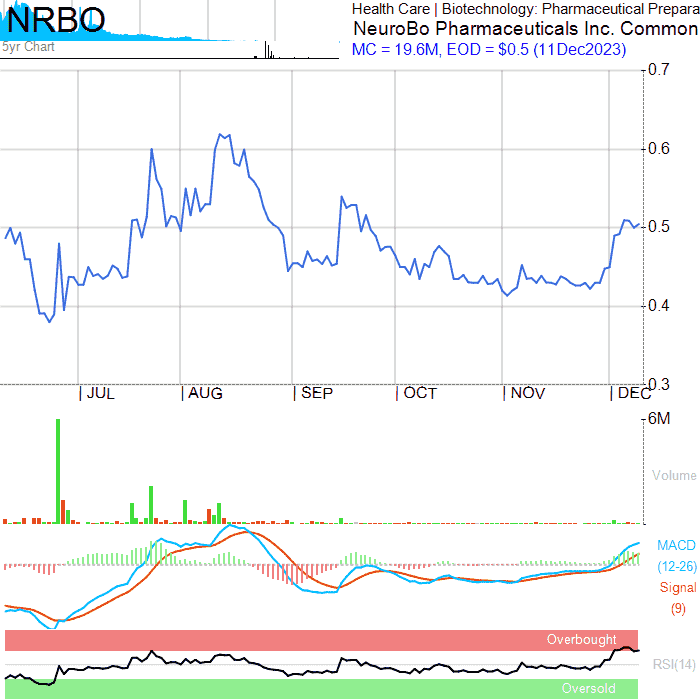 NRBO
Health Care | Biotechnology: Pharmaceutical Prepara
NeuroBo Pharmaceuticals Inc. Common
5yr Chart
MC = 19.6M, EOD = $0.5 (11Dec2023)
0.7
0.6
0.5
0.4
0.3
JUL
AUG
SEP
OCT
NOV
DEC
6M
Volume
MACD
(12-26)
Signal
(9)
Overbought
RSI(14)
Oversold